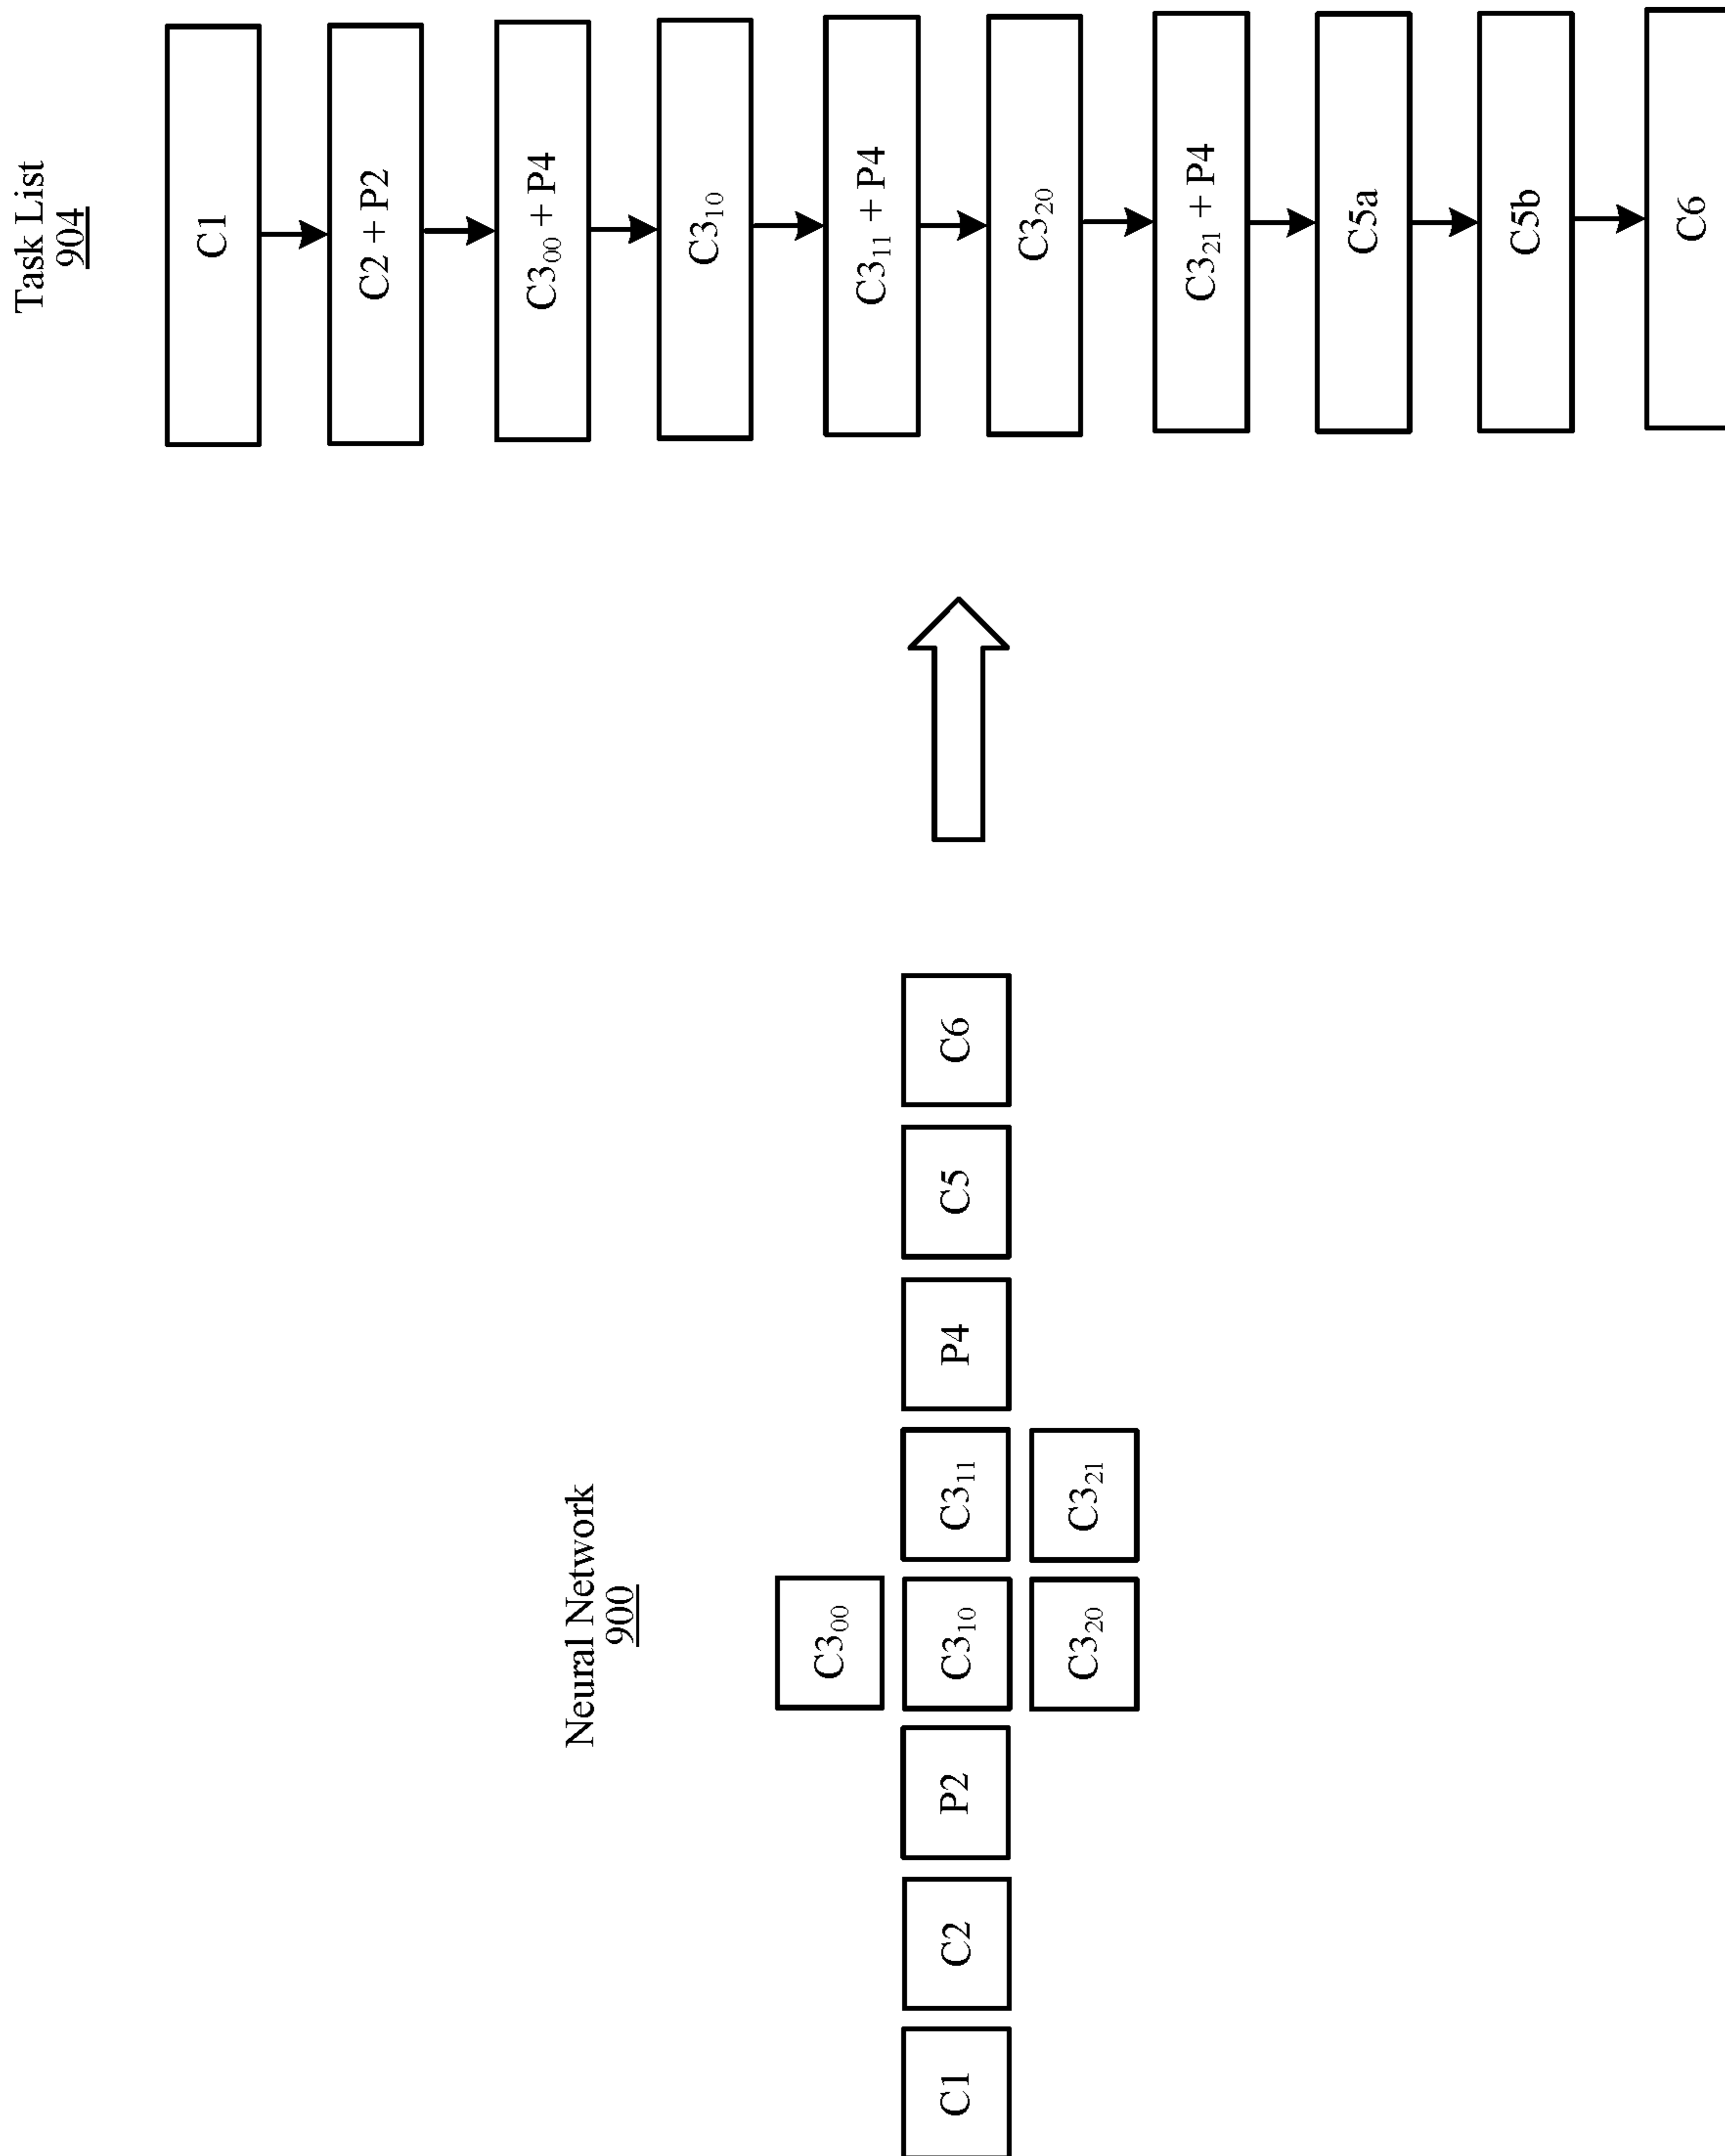 Neural Network
900
C1
C2
P2
C3₀₀
C3₁₀
C3₂₀
C3₁₁
C3₂₁
P4
C5
C6
Task List
904
C1
C2 + P2
C3₀₀ + P4
C3₁₀
C3₁₁ + P4
C3₂₀
C3₂₁ + P4
C5a
C5b
C6